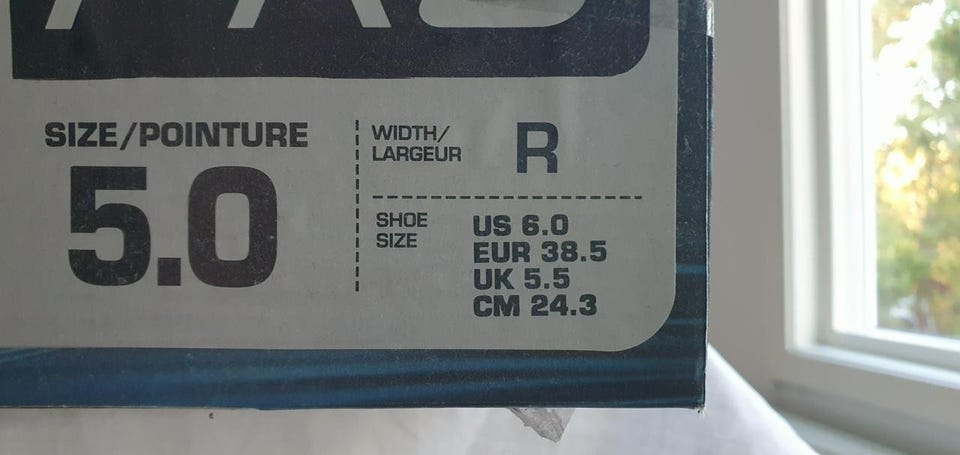 SIZE/POINTURE
5.0
WIDTH/
LARGEUR
R
SHOE
SIZE
US 6.0
EUR 38.5
UK 5.5
CM 24.3